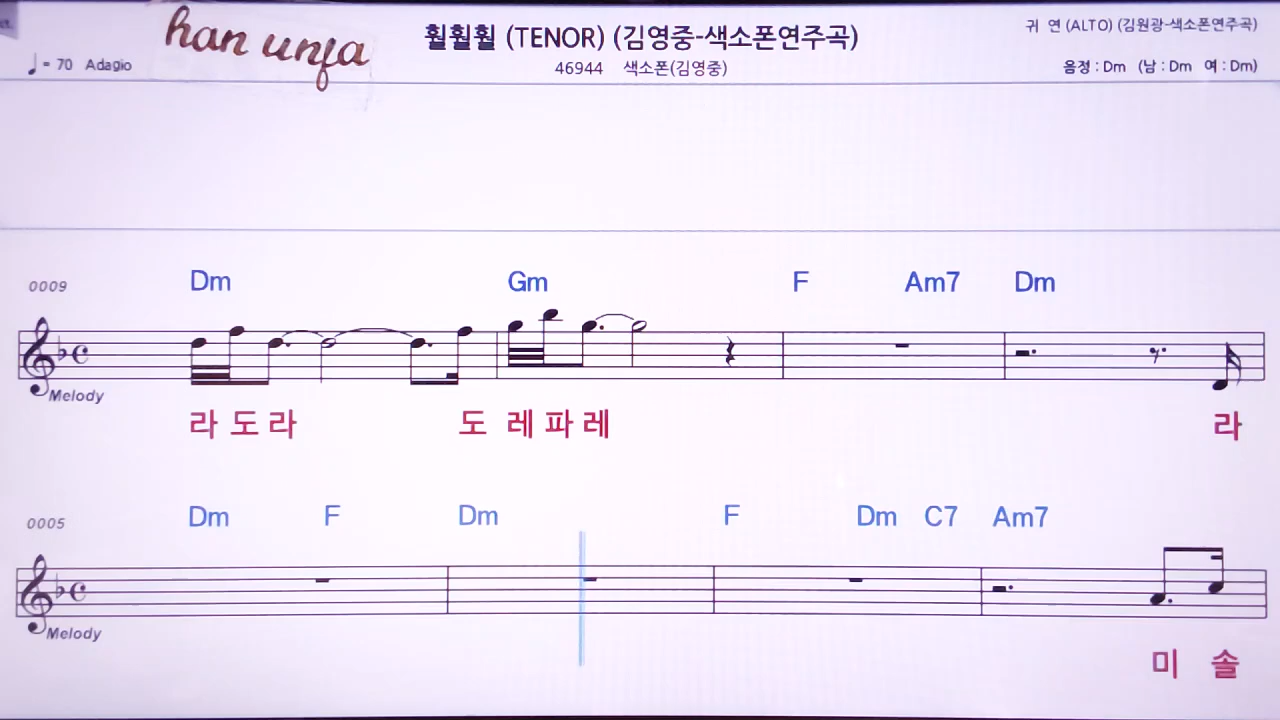 han unja
훨훨훨 (TENOR) (김영중-색소폰연주곡)
귀 연 (ALTO) (김원광-색소폰연주곡)
= 70 Adagio
46944 색소폰(김영중)
음정 : Dm (남 : Dm 여 : Dm)
0009
Dm Gm F Am7 Dm
Melody
라 도 라 도 레 파 레 라
0005
Dm F Dm F Dm C7 Am7
Melody
미 솔